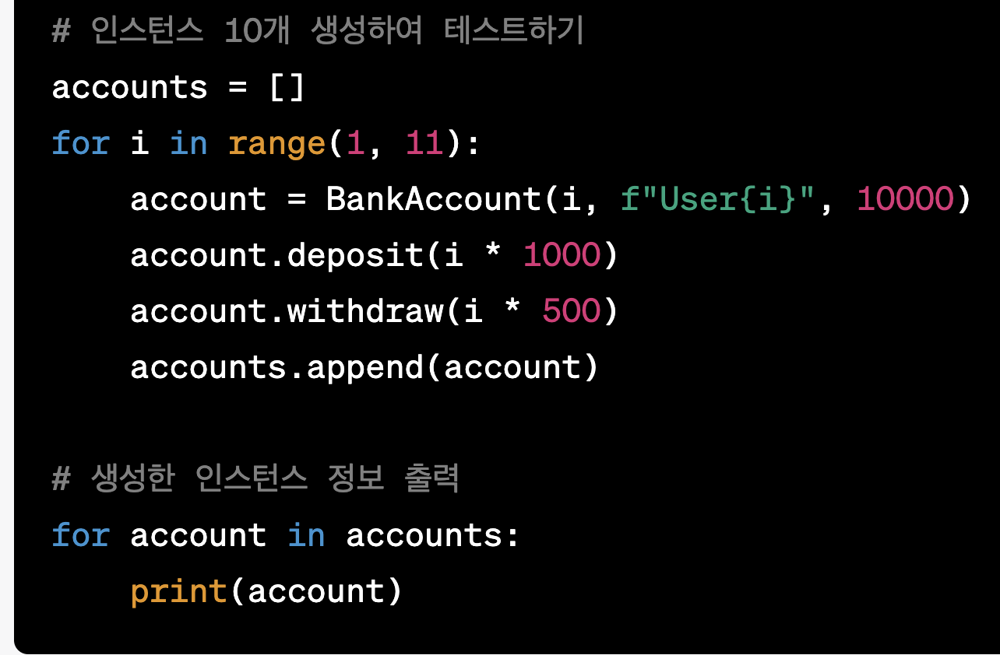 # 인스턴스 10개 생성하여 테스트하기
accounts = []
for i in range(1, 11):
    account = BankAccount(i, f"User{i}", 10000)
    account.deposit(i * 1000)
    account.withdraw(i * 500)
    accounts.append(account)

# 생성한 인스턴스 정보 출력
for account in accounts:
    print(account)